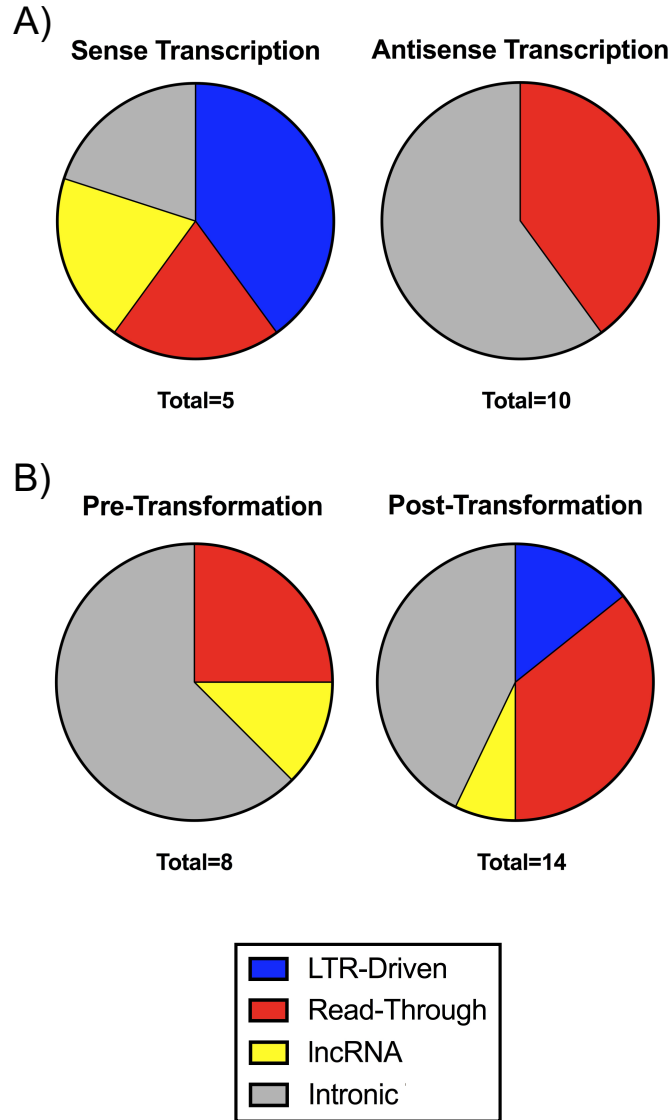 A)
Sense Transcription
Antisense Transcription
Total=5
Total=10
B)
Pre-Transformation
Post-Transformation
Total=8
Total=14
LTR-Driven
Read-Through
lncRNA
Intronic